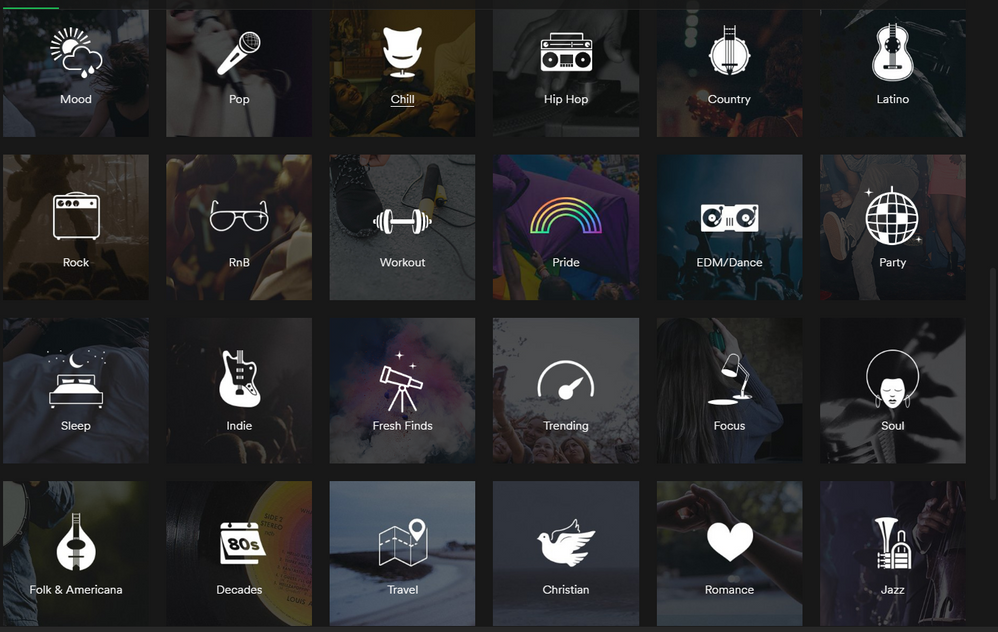 Mood
Pop
Chill
Hip Hop
Country
Latino
Rock
RnB
Workout
Pride
EDM/Dance
Party
Sleep
Indie
Fresh Finds
Trending
Focus
Soul
80s
Folk & Americana
Decades
Travel
Christian
Romance
Jazz